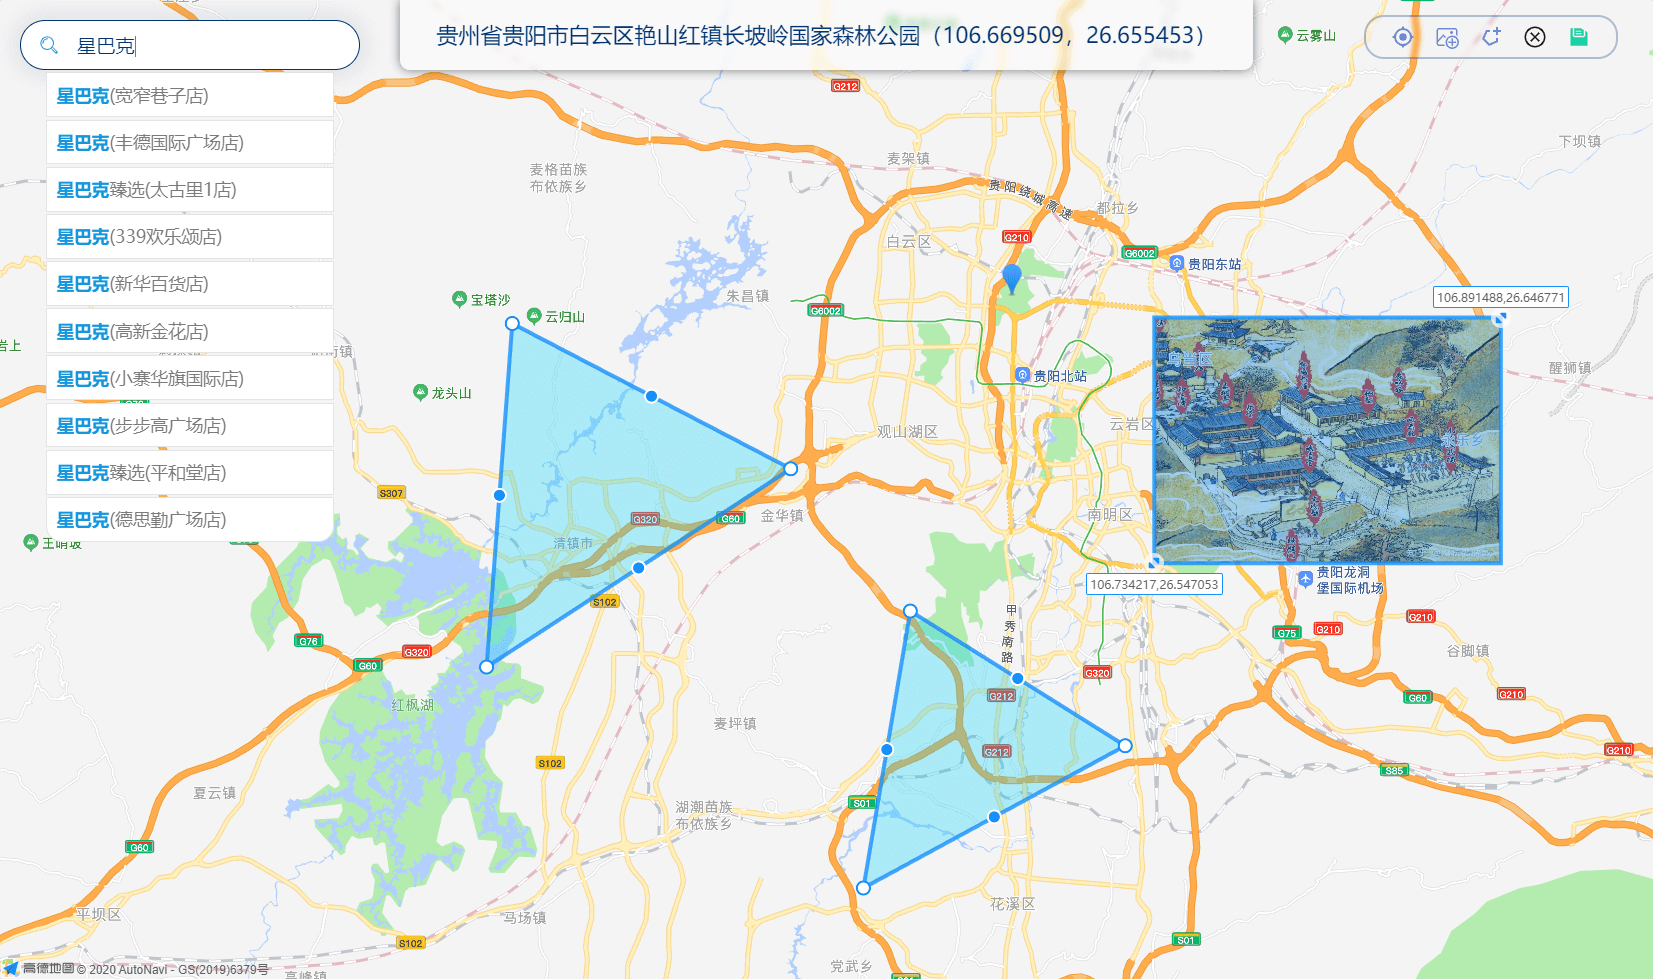 星巴克
贵州省贵阳市白云区艳山红镇长坡岭国家森林公园（106.669509，26.655453）
云雾山
星巴克(宽窄巷子店)
星巴克(丰德国际广场店)
星巴克臻选(太古里1店)
星巴克(339欢乐颂店)
星巴克(新华百货店)
星巴克(高新金花店)
星巴克(小寨华旗国际店)
星巴克(步步高广场店)
星巴克臻选(平和堂店)
星巴克(德思勤广场店)
G212
下坝镇
麦架镇
麦格苗族
布依族乡
贵阳绕城高速
都拉乡
G210
白云区
G6002
贵阳东站
朱昌镇
宝塔沙
云归山
G6002
106.891488,26.646771
岩上
乌当区
醒狮镇
贵阳北站
龙头山
云岩区
观山湖区
永乐乡
S307
G320
G60
金华镇
南明区
清镇市
106.734217,26.547053
贵阳龙洞
堡国际机场
S102
甲秀南路
G76
G60
G320
G75
G210
G210
谷脚镇
G320
G212
G60
G210
红枫湖
麦坪镇
G212
G210
S102
S85
夏云镇
湖潮苗族
布依族乡
S01
G60
花溪区
平坝区
马场镇
S102
S01
党武乡
高峰镇
高德地图 © 2020 AutoNavi - GS(2019)6379号